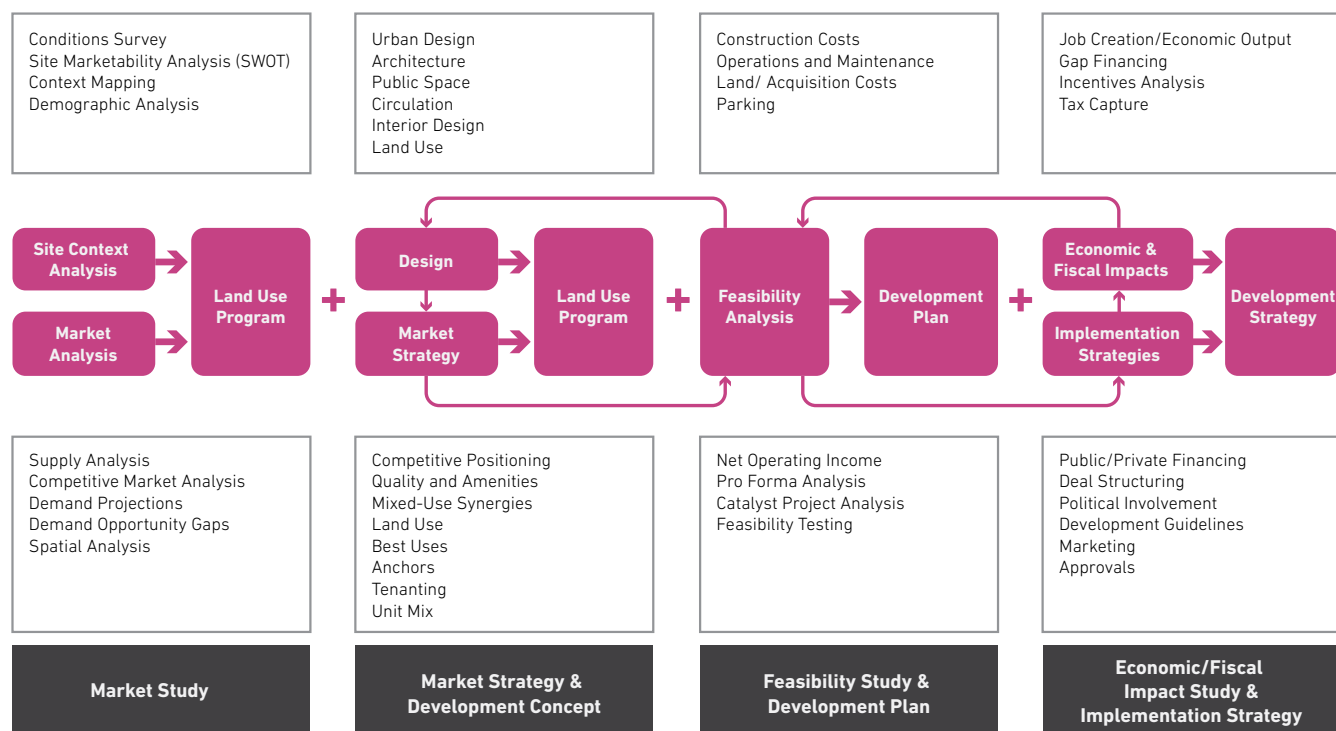 Conditions Survey
Site Marketability Analysis (SWOT)
Context Mapping
Demographic Analysis
Urban Design
Architecture
Public Space
Circulation
Interior Design
Land Use
Construction Costs
Operations and Maintenance
Land/ Acquisition Costs
Parking
Job Creation/Economic Output
Gap Financing
Incentives Analysis
Tax Capture
Site Context
Analysis
Market
Analysis
Land Use
Program
+
Design
Market
Strategy
Land Use
Program
+
Feasibility
Analysis
Development
Plan
+
Economic &
Fiscal Impacts
Implementation
Strategies
Development
Strategy
Supply Analysis
Competitive Market Analysis
Demand Projections
Demand Opportunity Gaps
Spatial Analysis
Competitive Positioning
Quality and Amenities
Mixed-Use Synergies
Land Use
Best Uses
Anchors
Tenanting
Unit Mix
Net Operating Income
Pro Forma Analysis
Catalyst Project Analysis
Feasibility Testing
Public/Private Financing
Deal Structuring
Political Involvement
Development Guidelines
Marketing
Approvals
Market Study
Market Strategy &
Development Concept
Feasibility Study &
Development Plan
Economic/Fiscal
Impact Study &
Implementation Strategy